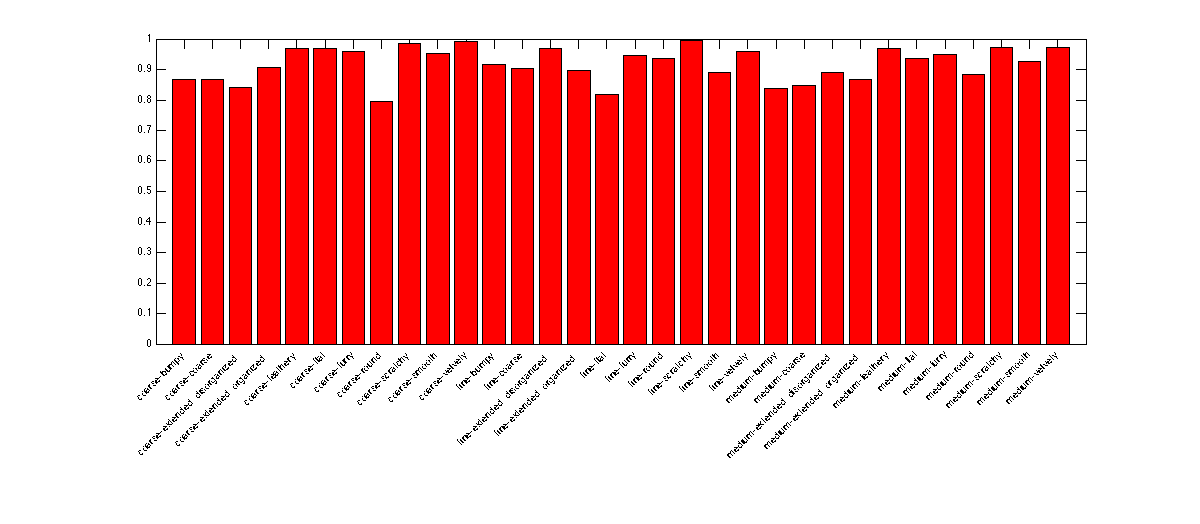 1
0.9
0.8
0.7
0.6
0.5
0.4
0.3
0.2
0.1
0
coarse-bumpy
coarse-coarse
coarse-extended disorganized
coarse-extended organized
coarse-feathery
coarse-flat
coarse-furry
coarse-round
coarse-scratchy
coarse-smooth
coarse-velvety
fine-bumpy
fine-coarse
fine-extended disorganized
fine-extended organized
fine-flat
fine-furry
fine-round
fine-scratchy
fine-smooth
fine-velvety
medium-bumpy
medium-coarse
medium-extended disorganized
medium-extended organized
medium-feathery
medium-flat
medium-furry
medium-round
medium-scratchy
medium-smooth
medium-velvety